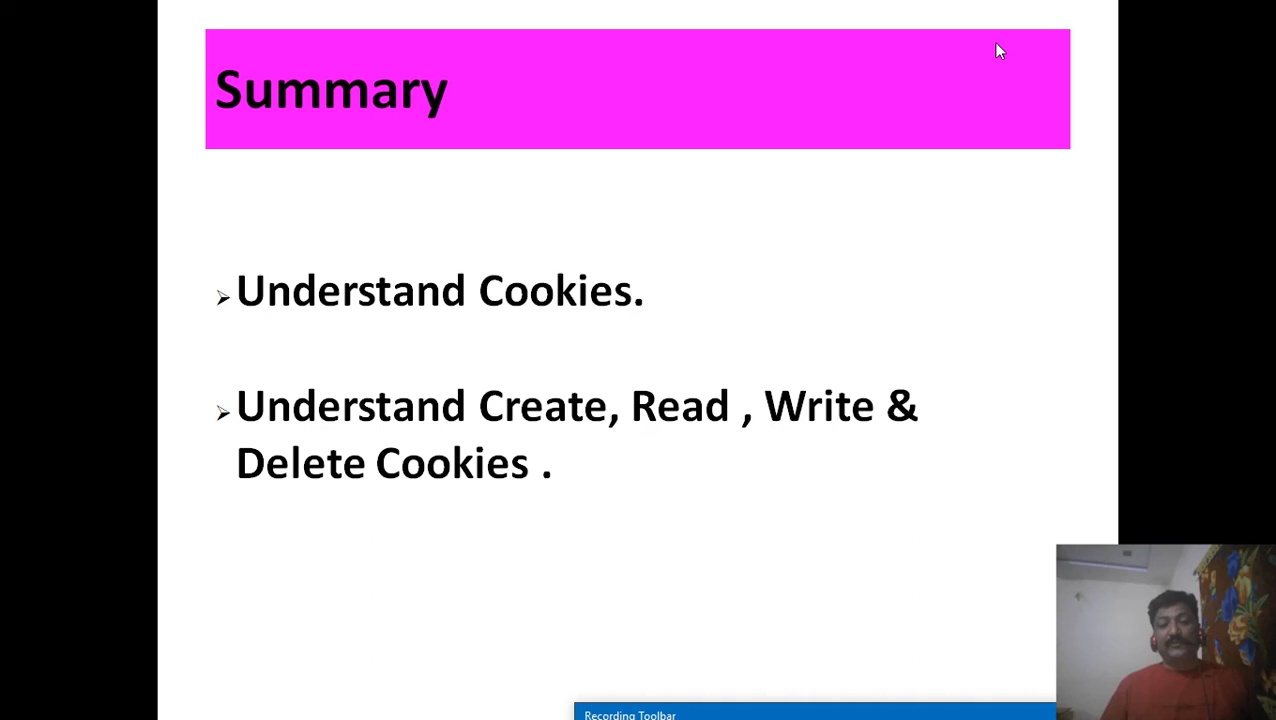 Summary
Understand Cookies.
Understand Create, Read , Write &
Delete Cookies .
Recording Toolbar